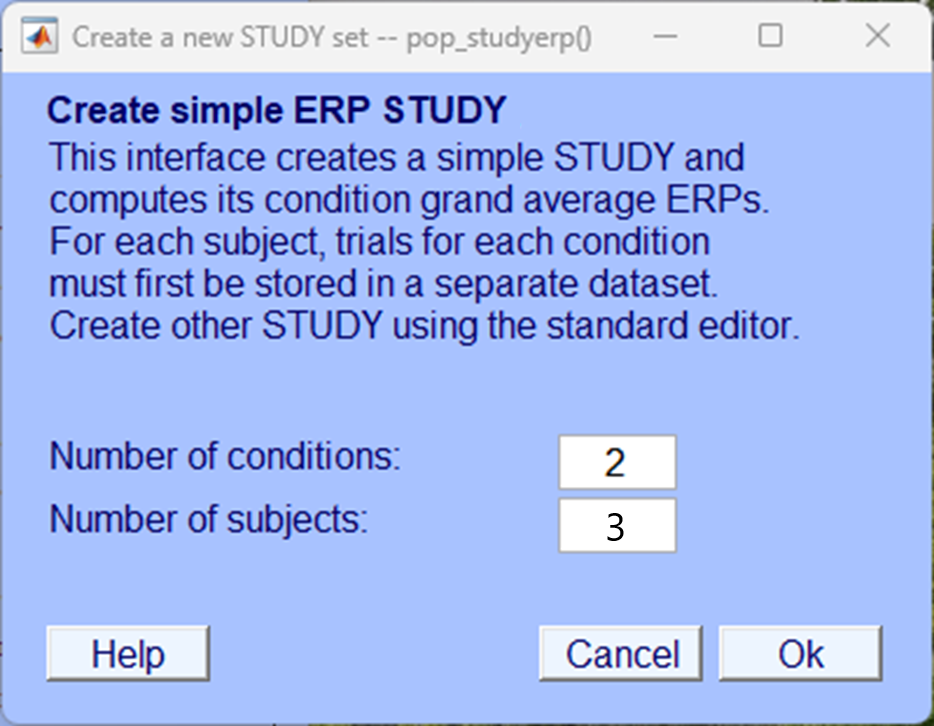 Create a new STUDY set -- pop_studyerp()
Create simple ERP STUDY
This interface creates a simple STUDY and
computes its condition grand average ERPs.
For each subject, trials for each condition
must first be stored in a separate dataset.
Create other STUDY using the standard editor.
Number of conditions: 2
Number of subjects: 3
Help Cancel Ok